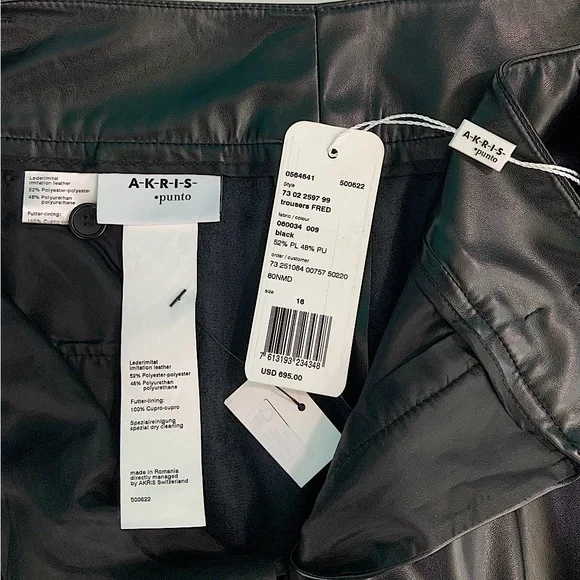 Lederimitat
imitation leather
52% Polyester-polyester
48% Polyurethan
polyurethane
Futter-lining:
100% Cupro-cupro
A-K-R-I-S-
•punto
Lederimitat
imitation leather
52% Polyester-polyester
48% Polyurethan
polyurethane
Futter-lining:
100% Cupro-cupro
Spezialreinigung
special dry cleaning
made in Romania
directly managed
by AKRIS Switzerland
500622
0564641 500622
Style
73 02 2597 99
trousers FRED
fabric / colour
060034 009
black
52% PL 48% PU
order / customer
73 251084 00757 50220
80NMD
size
16
7 613193 234348
USD 695.00
A-K-R-I-S-
•punto